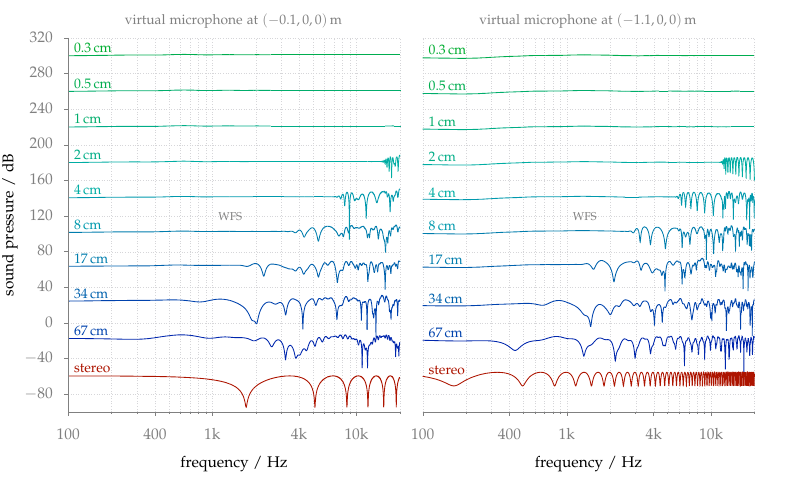 virtual microphone at (−0.1, 0, 0) m
virtual microphone at (−1.1, 0, 0) m
sound pressure / dB
320
280
240
200
160
120
80
40
0
−40
−80
0.3 cm
0.5 cm
1 cm
2 cm
4 cm
WFS
8 cm
17 cm
34 cm
67 cm
stereo
100
400
1k
4k
10k
frequency / Hz
0.3 cm
0.5 cm
1 cm
2 cm
4 cm
WFS
8 cm
17 cm
34 cm
67 cm
stereo
100
400
1k
4k
10k
frequency / Hz